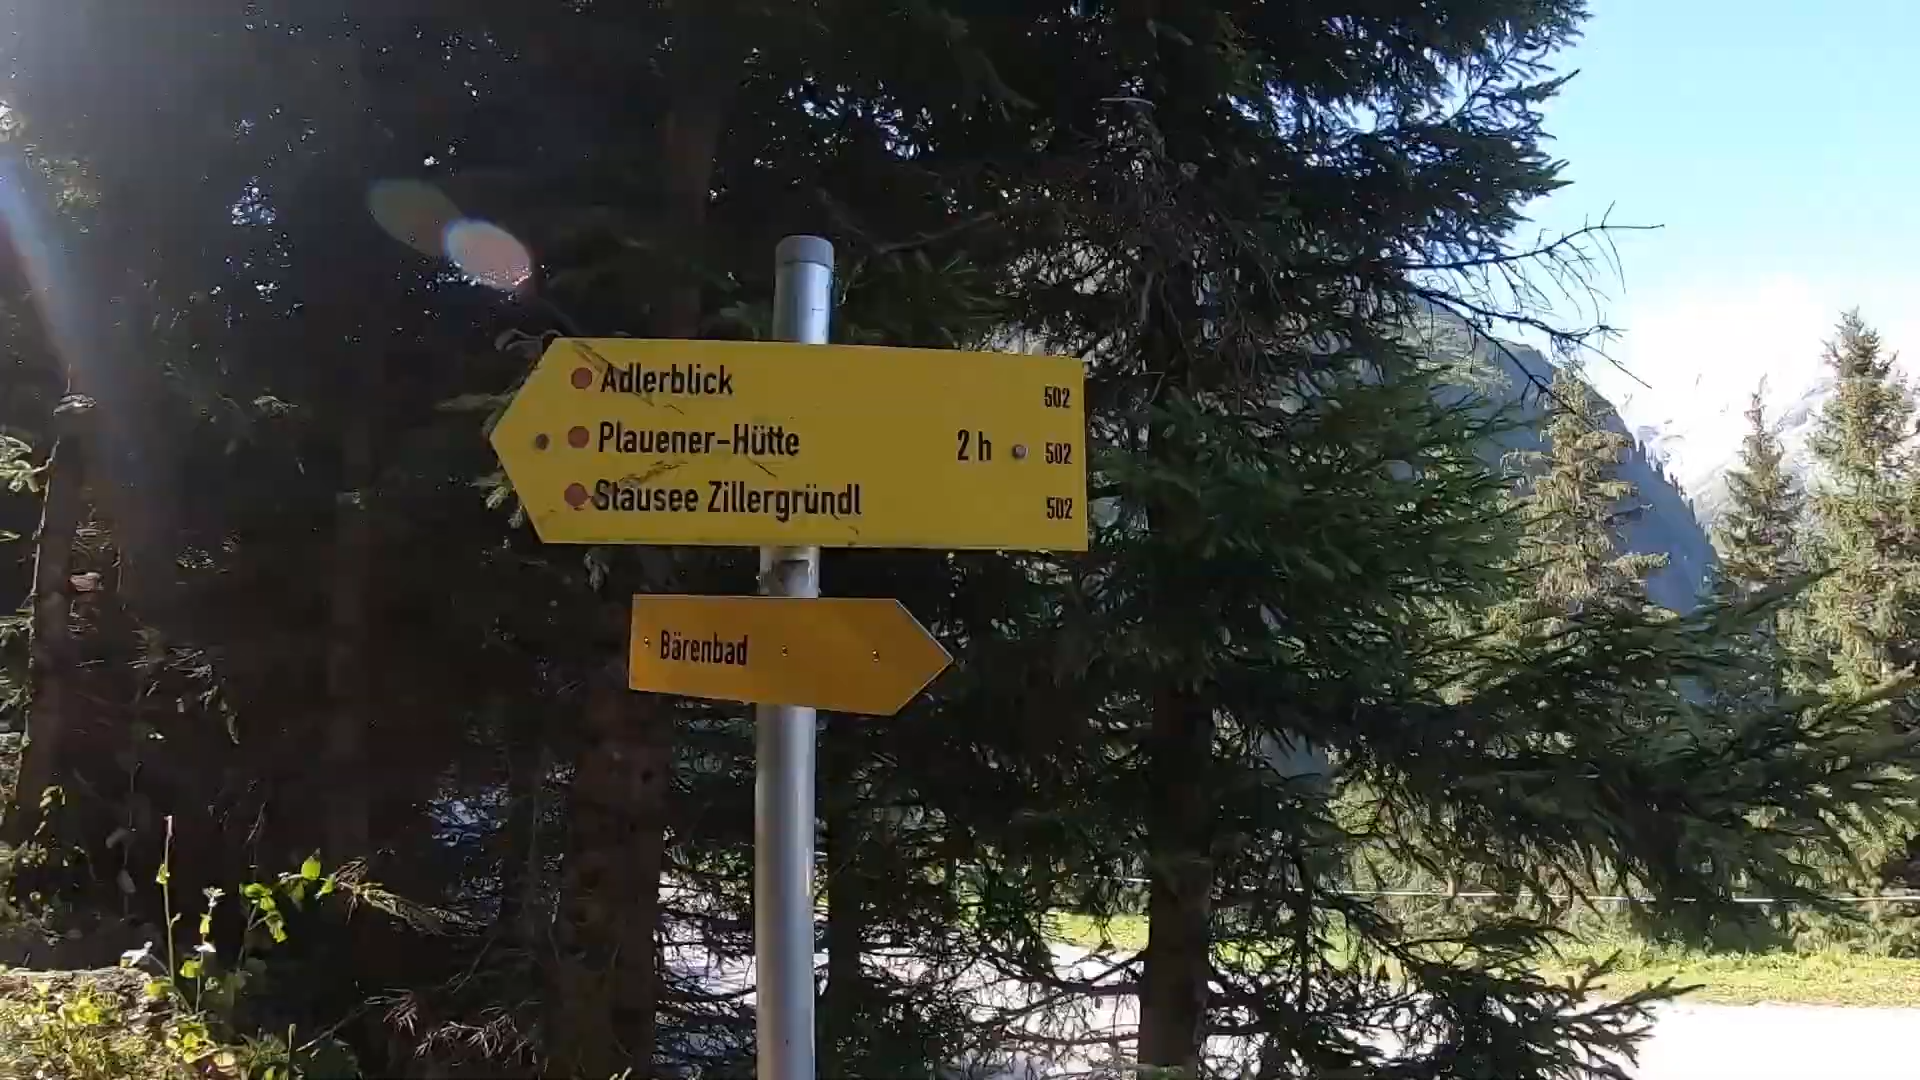 Adlerblick 502
Plauener-Hütte 2 h 502
Stausee Zillergründl 502
Bärenbad